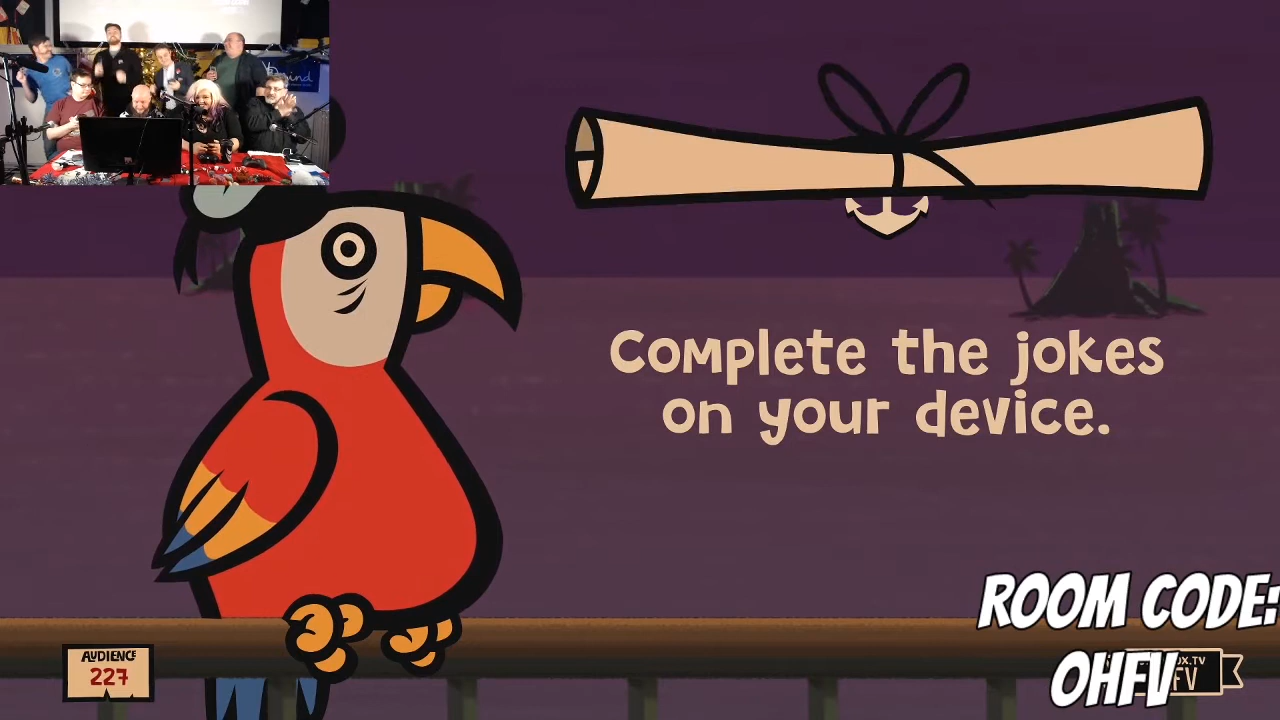 Complete the jokes
on your device.
ROOM CODE:
OHFV
AUDIENCE
227